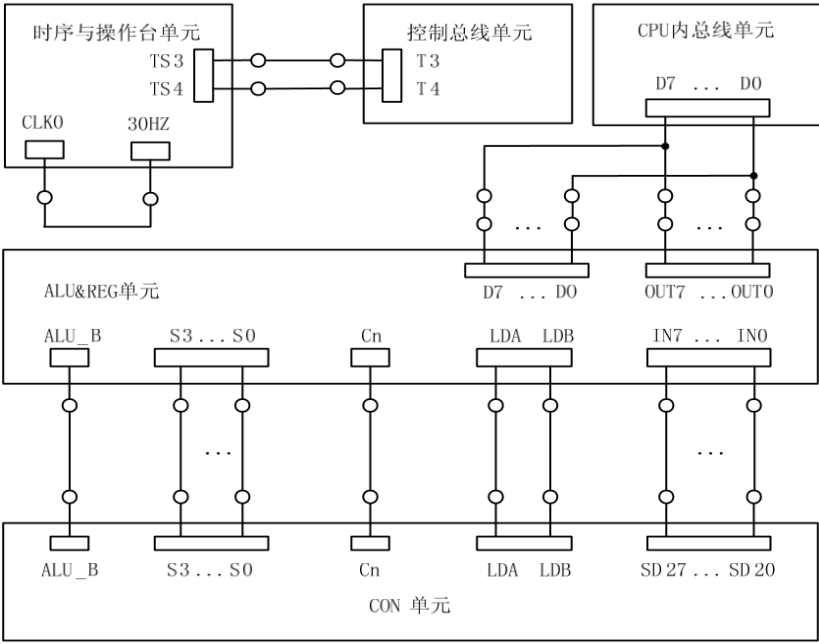 时序与操作台单元
控制总线单元
CPU内总线单元
TS3
TS4
T3
T4
D7 ... D0
CLK0
30HZ
...
...
ALU&REG单元
D7 ... D0
OUT7 ...OUT0
ALU_B
S3...S0
Cn
LDA
LDB
IN7 ... IN0
...
...
ALU_B
S3...S0
Cn
LDA
LDB
SD27...SD20
CON 单元